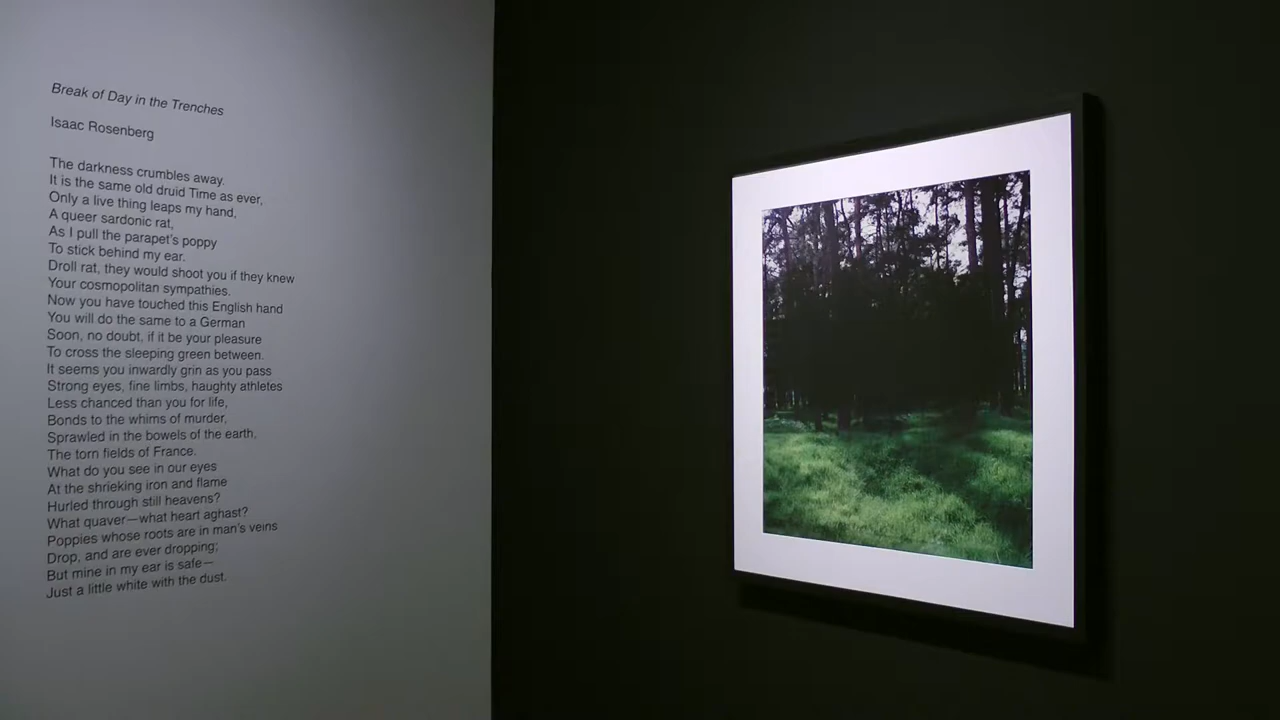 Break of Day in the Trenches
Isaac Rosenberg
The darkness crumbles away.
It is the same old druid Time as ever,
Only a live thing leaps my hand,
A queer sardonic rat,
As I pull the parapet's poppy
To stick behind my ear.
Droll rat, they would shoot you if they knew
Your cosmopolitan sympathies.
Now you have touched this English hand
You will do the same to a German
Soon, no doubt, if it be your pleasure
To cross the sleeping green between.
It seems you inwardly grin as you pass
Strong eyes, fine limbs, haughty athletes
Less chanced than you for life,
Bonds to the whims of murder,
Sprawled in the bowels of the earth,
The torn fields of France.
What do you see in our eyes
At the shrieking iron and flame
Hurled through still heavens?
What quaver—what heart aghast?
Poppies whose roots are in man's veins
Drop, and are ever dropping;
But mine in my ear is safe—
Just a little white with the dust.